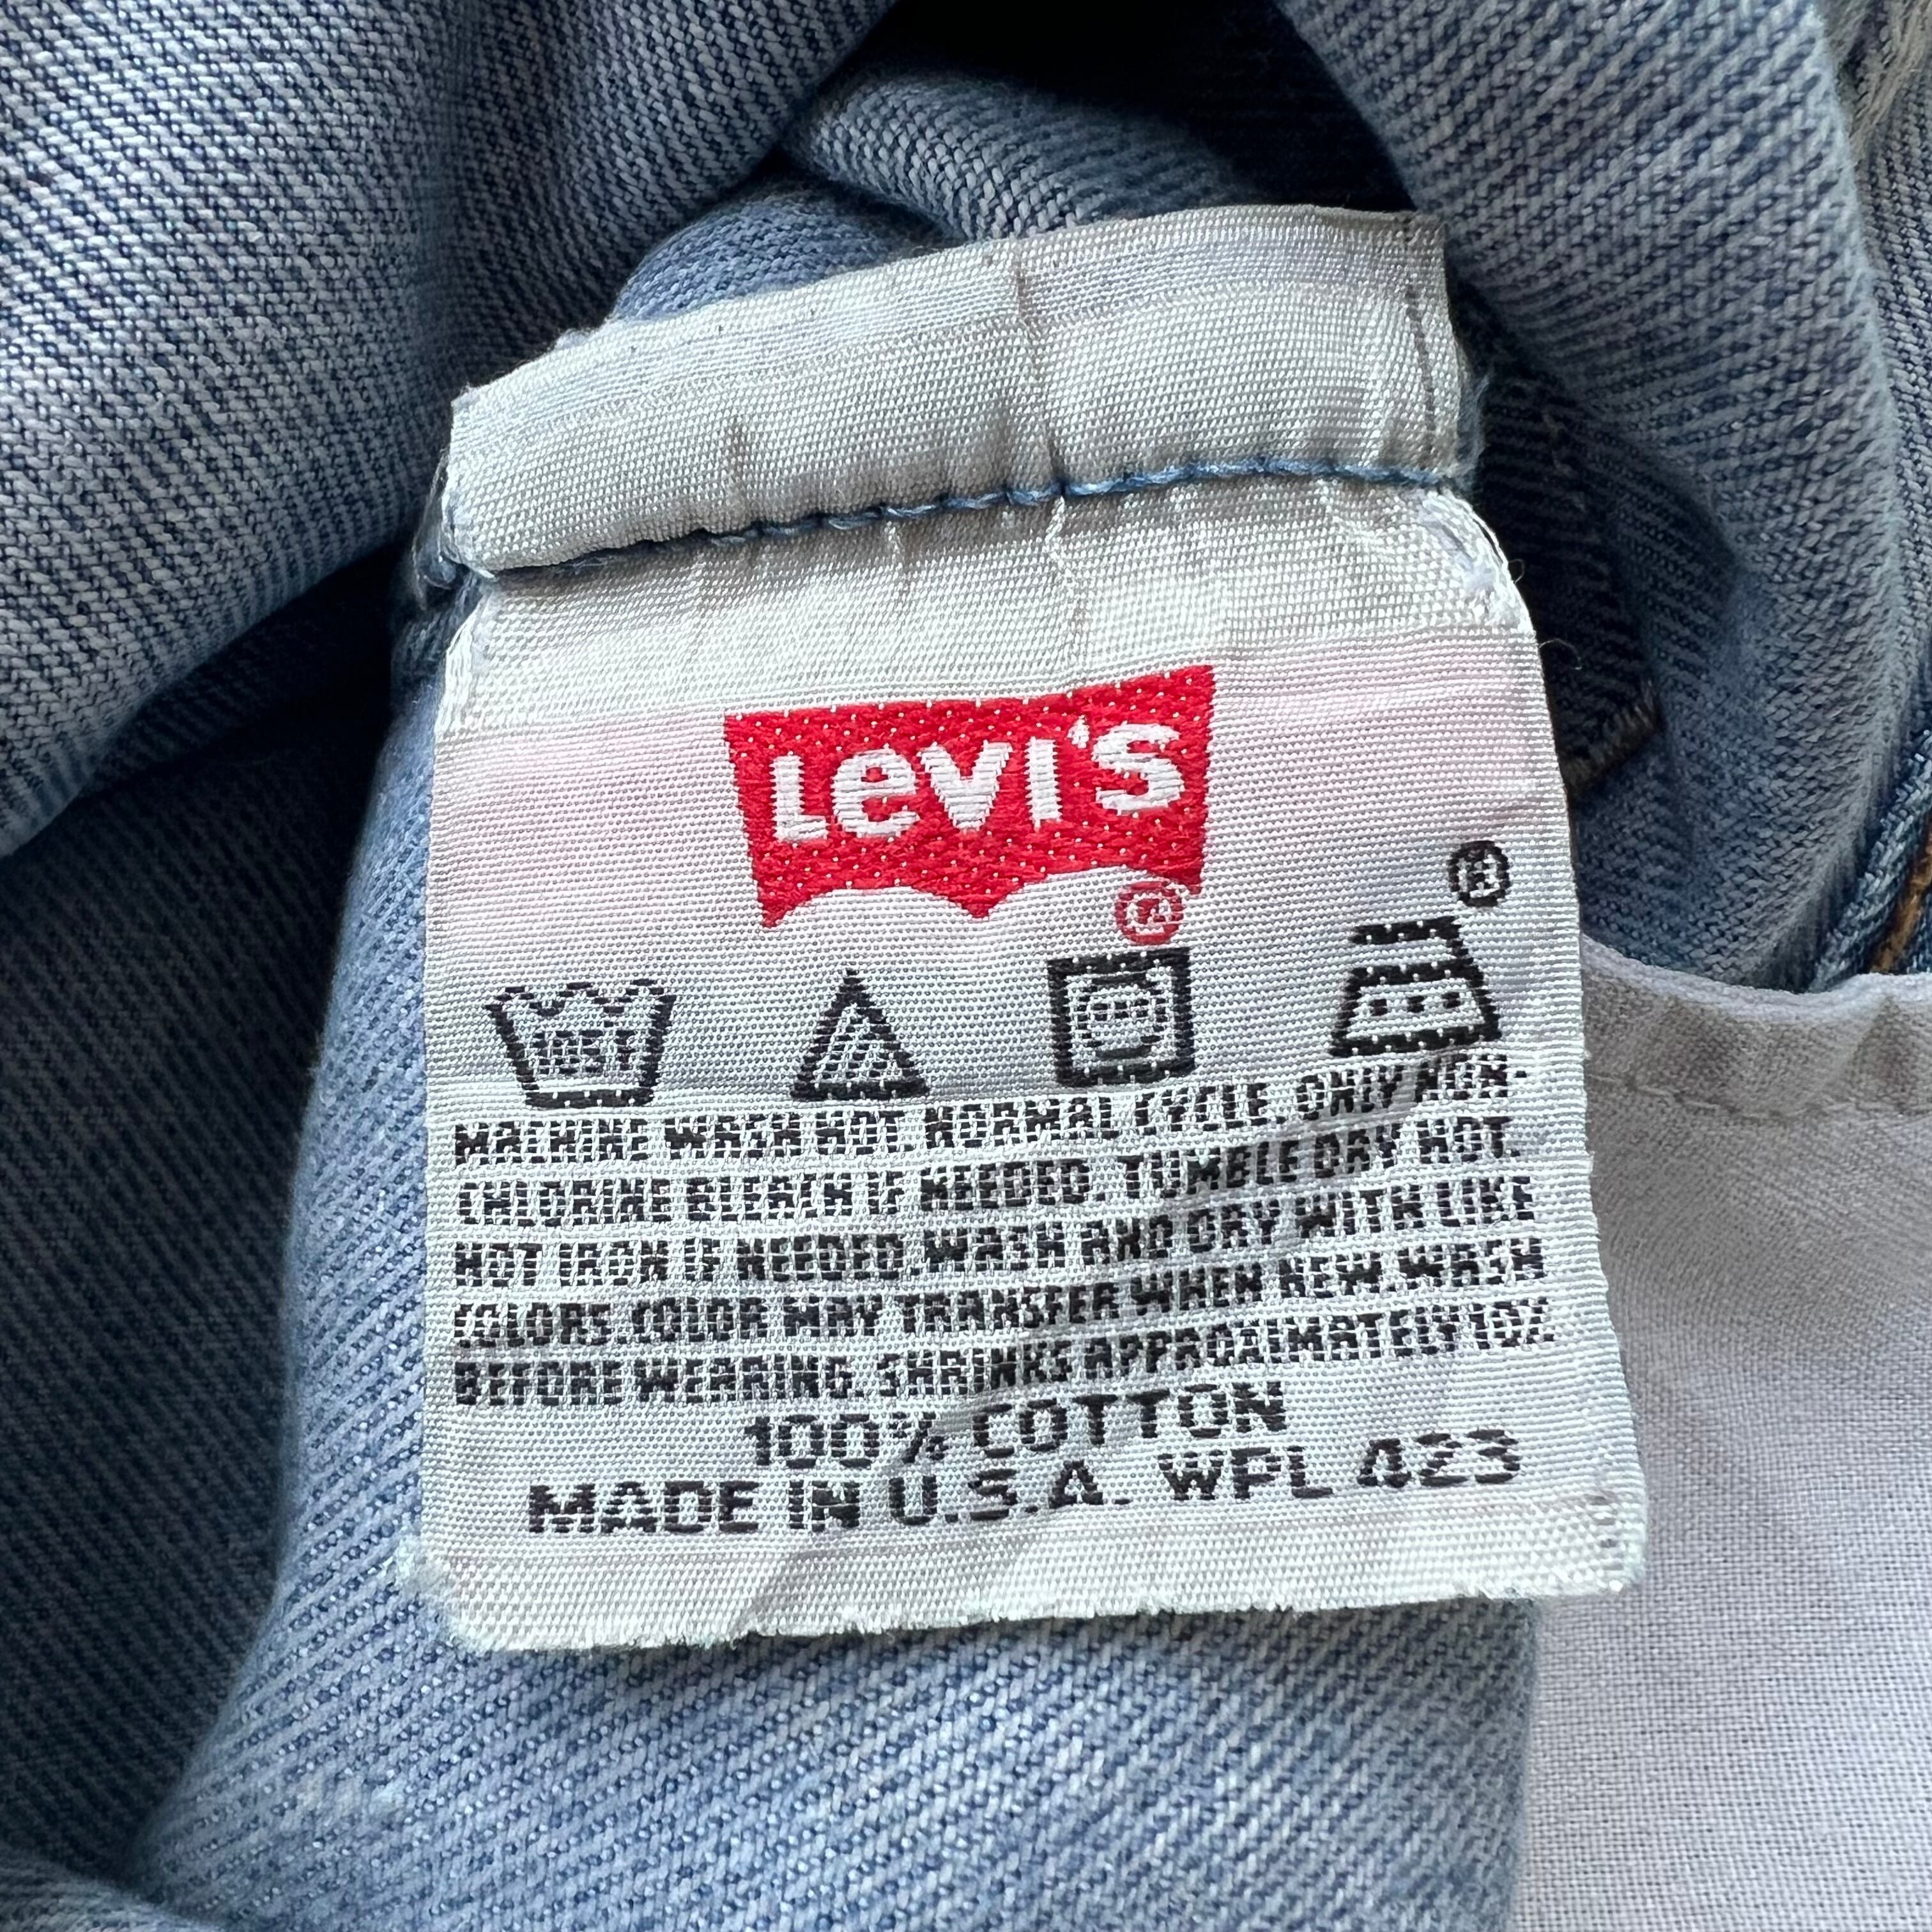 Levi's
®
®
105F
MACHINE WASH HOT. NORMAL CYCLE. ONLY NON-
CHLORINE BLEACH IF NEEDED. TUMBLE DRY HOT.
HOT IRON IF NEEDED. WASH AND DRY WITH LIKE
COLORS. COLOR MAY TRANSFER WHEN NEW. WASH
BEFORE WEARING. SHRINKS APPROXIMATELY 10%
100% COTTON
MADE IN U.S.A. WPL 423